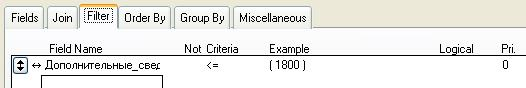 Fields Join Filter Order By Group By Miscellaneous
Field Name Not Criteria Example Logical Pri.
Дополнительные_свед <= ( 1800 ) 0